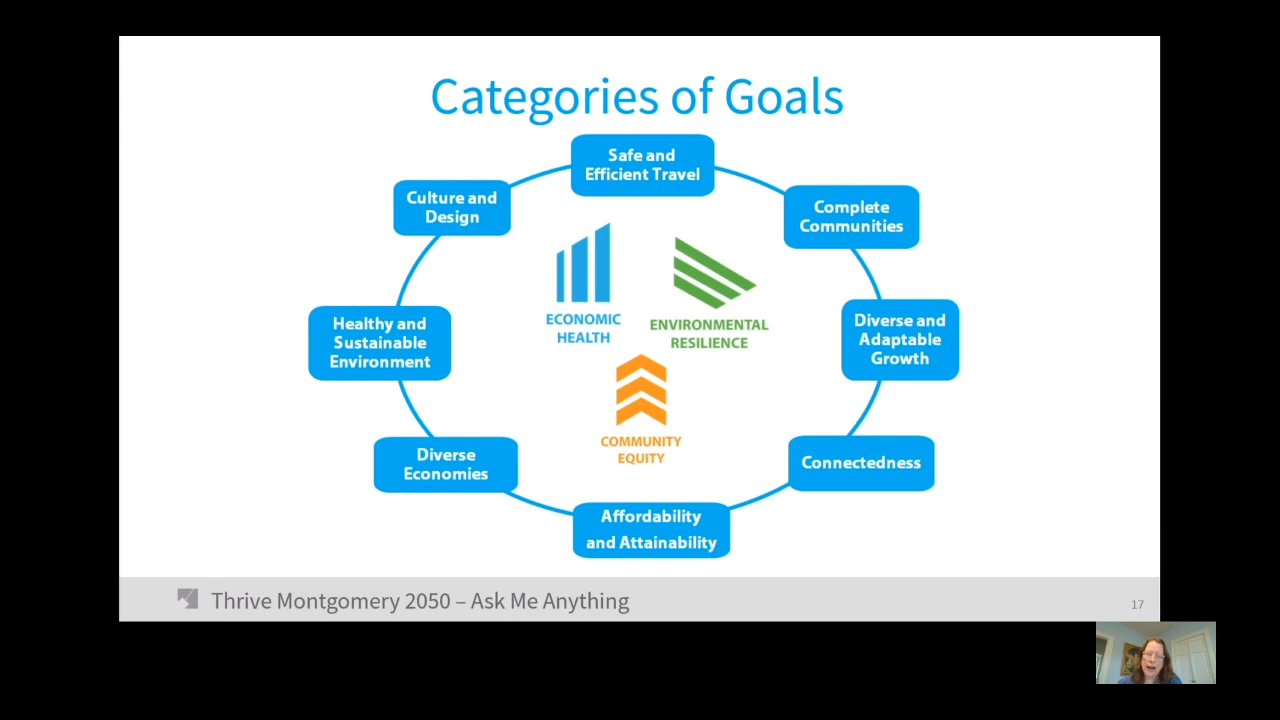 Categories of Goals
Safe and
Efficient Travel
Culture and
Design
Complete
Communities
ECONOMIC
HEALTH
ENVIRONMENTAL
RESILIENCE
Healthy and
Sustainable
Environment
Diverse and
Adaptable
Growth
COMMUNITY
EQUITY
Diverse
Economies
Connectedness
Affordability
and Attainability
Thrive Montgomery 2050 – Ask Me Anything
17